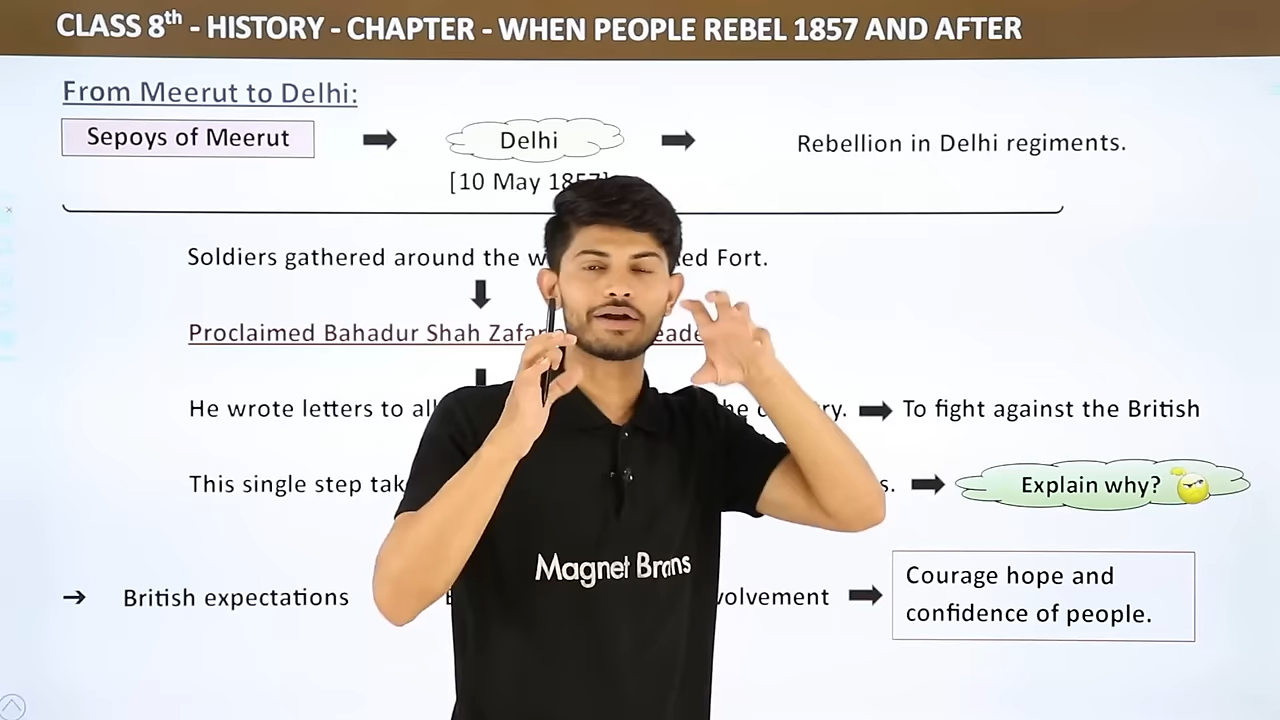 CLASS 8th - HISTORY - CHAPTER - WHEN PEOPLE REBEL 1857 AND AFTER
From Meerut to Delhi:
Sepoys of Meerut
Delhi
Rebellion in Delhi regiments.
[10 May 1857]
Soldiers gathered around the Fort.
Proclaimed Bahadur Shah Zafar
He wrote letters to all To fight against the British
This single step Explain why?
British expectations
Courage hope and
confidence of people.
Magnet Brains